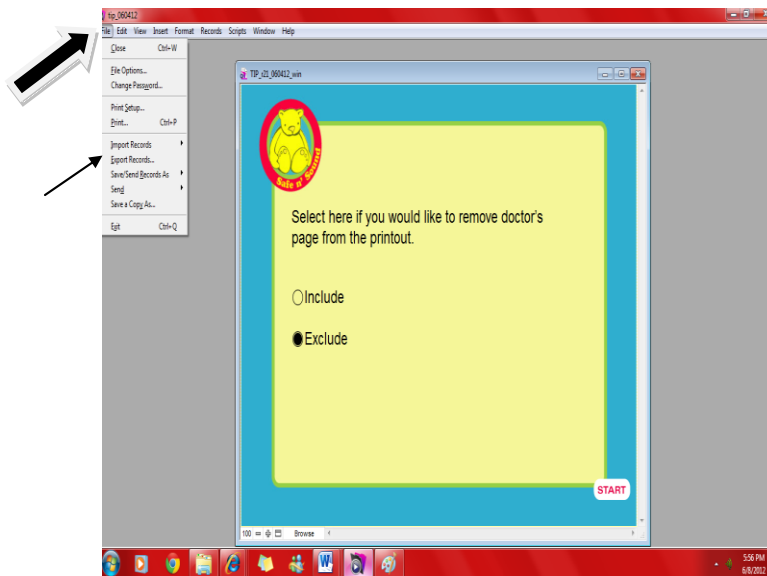 tip_060412
File Edit View Insert Format Records Scripts Window Help
Close Ctrl+W
File Options...
Change Password...
Print Setup...
Print... Ctrl+P
Import Records
Export Records...
Save/Send Records As
Send
Save a Copy As...
Exit Ctrl+Q
TIP_r21_060412_win
Safe n' Sound
Select here if you would like to remove doctor's
page from the printout.
Include
Exclude
START
100 Browse
5:56 PM
6/8/2012